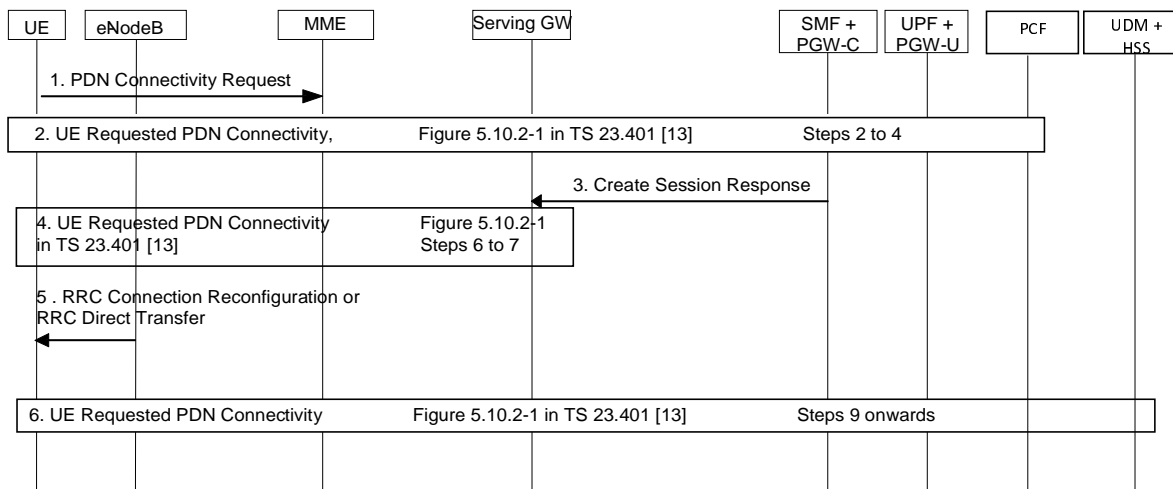 UE
eNodeB
MME
Serving GW
SMF +
PGW-C
UPF +
PGW-U
PCF
UDM +
HSS
1. PDN Connectivity Request
2. UE Requested PDN Connectivity, Figure 5.10.2-1 in TS 23.401 [13] Steps 2 to 4
3. Create Session Response
4. UE Requested PDN Connectivity Figure 5.10.2-1
in TS 23.401 [13] Steps 6 to 7
5 . RRC Connection Reconfiguration or
RRC Direct Transfer
6. UE Requested PDN Connectivity Figure 5.10.2-1 in TS 23.401 [13] Steps 9 onwards